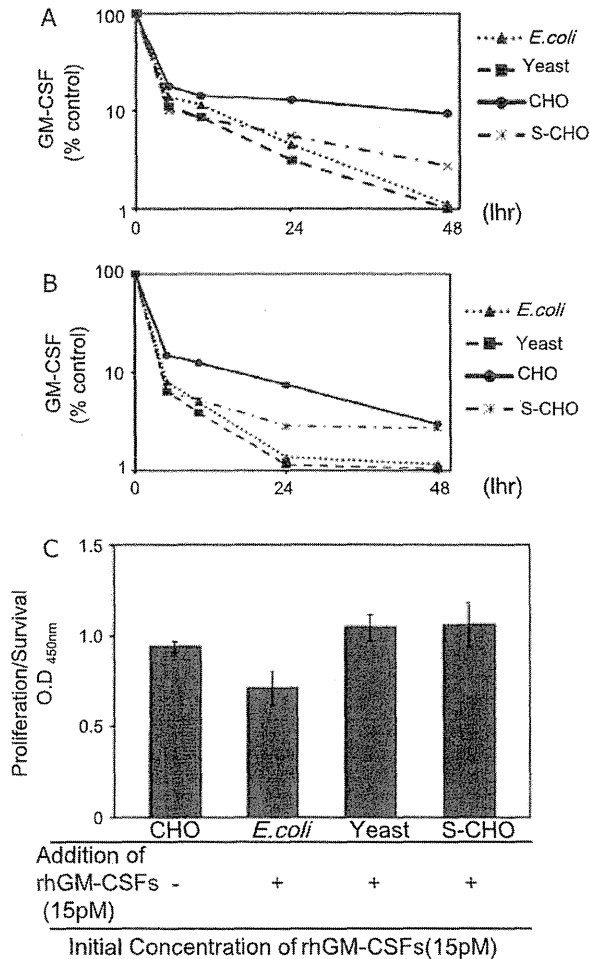 A
100
10
1
GM-CSF
(% control)
0
24
48
(Ihr)
E.coli
Yeast
CHO
S-CHO
B
100
10
1
GM-CSF
(% control)
0
24
48
(Ihr)
E.coli
Yeast
CHO
S-CHO
C
1.5
1.0
0.5
0
Proliferation/Survival
O.D 450nm
CHO E.coli Yeast S-CHO
Addition of
rhGM-CSFs - + + +
(15pM)
Initial Concentration of rhGM-CSFs(15pM)